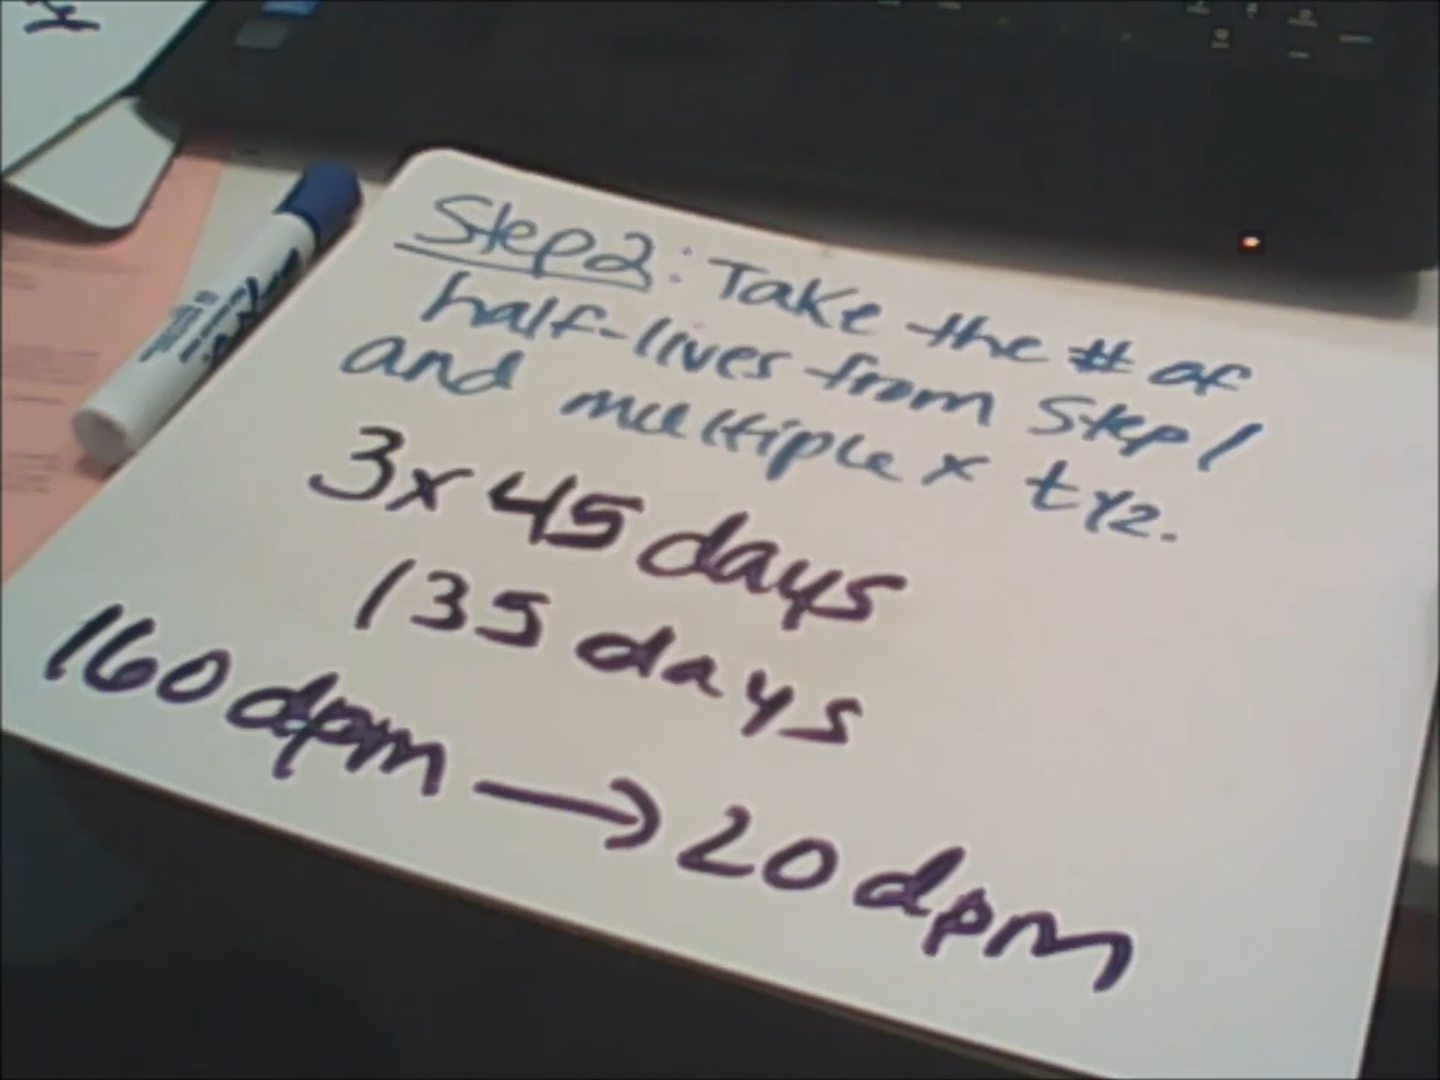 Step 2: Take the # of
half-lives from Step 1
and multiple x t 1/2.
3 x 45 days
135 days
160 dpm → 20 dpm